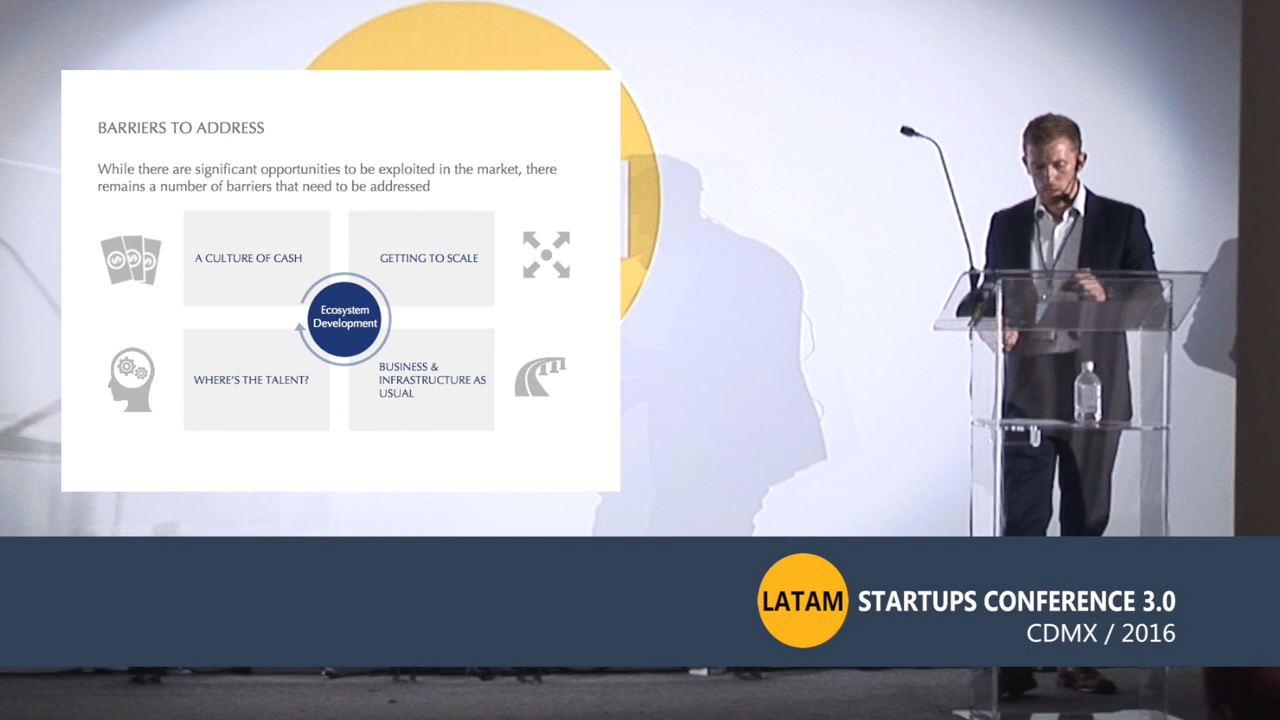 BARRIERS TO ADDRESS
While there are significant opportunities to be exploited in the market, there
remains a number of barriers that need to be addressed
A CULTURE OF CASH
GETTING TO SCALE
Ecosystem
Development
WHERE'S THE TALENT?
BUSINESS &
INFRASTRUCTURE AS
USUAL
LATAM STARTUPS CONFERENCE 3.0
CDMX / 2016